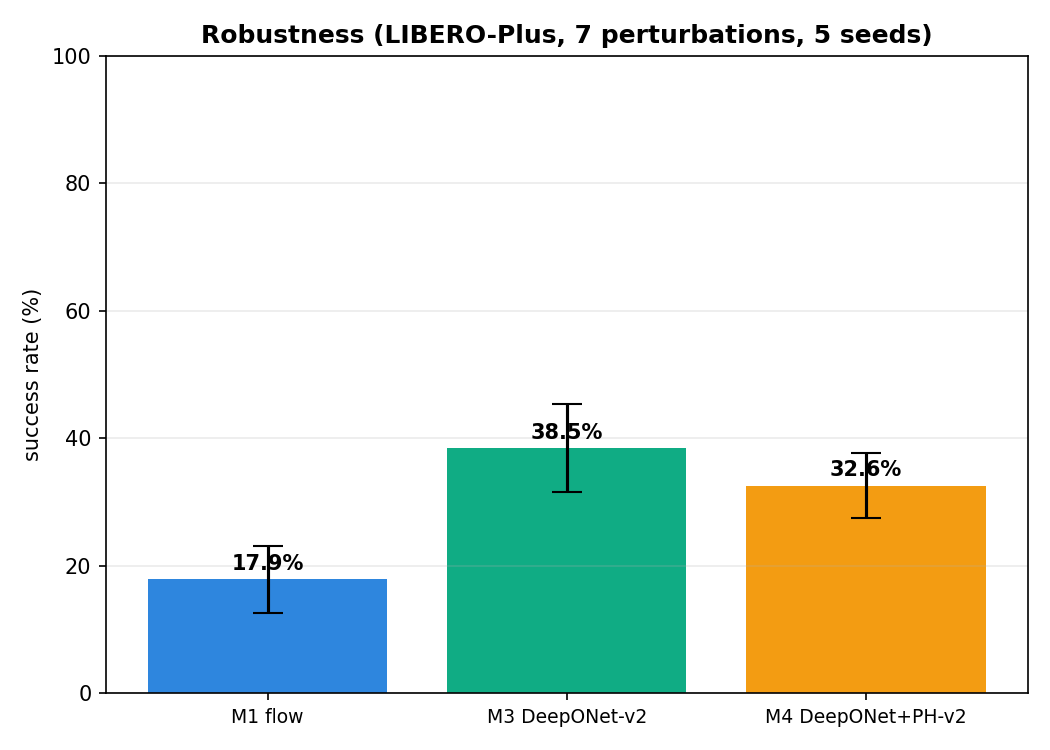 Robustness (LIBERO-Plus, 7 perturbations, 5 seeds)
success rate (%)
100
80
60
40
20
0
17.9%
38.5%
32.6%
M1 flow
M3 DeepONet-v2
M4 DeepONet+PH-v2